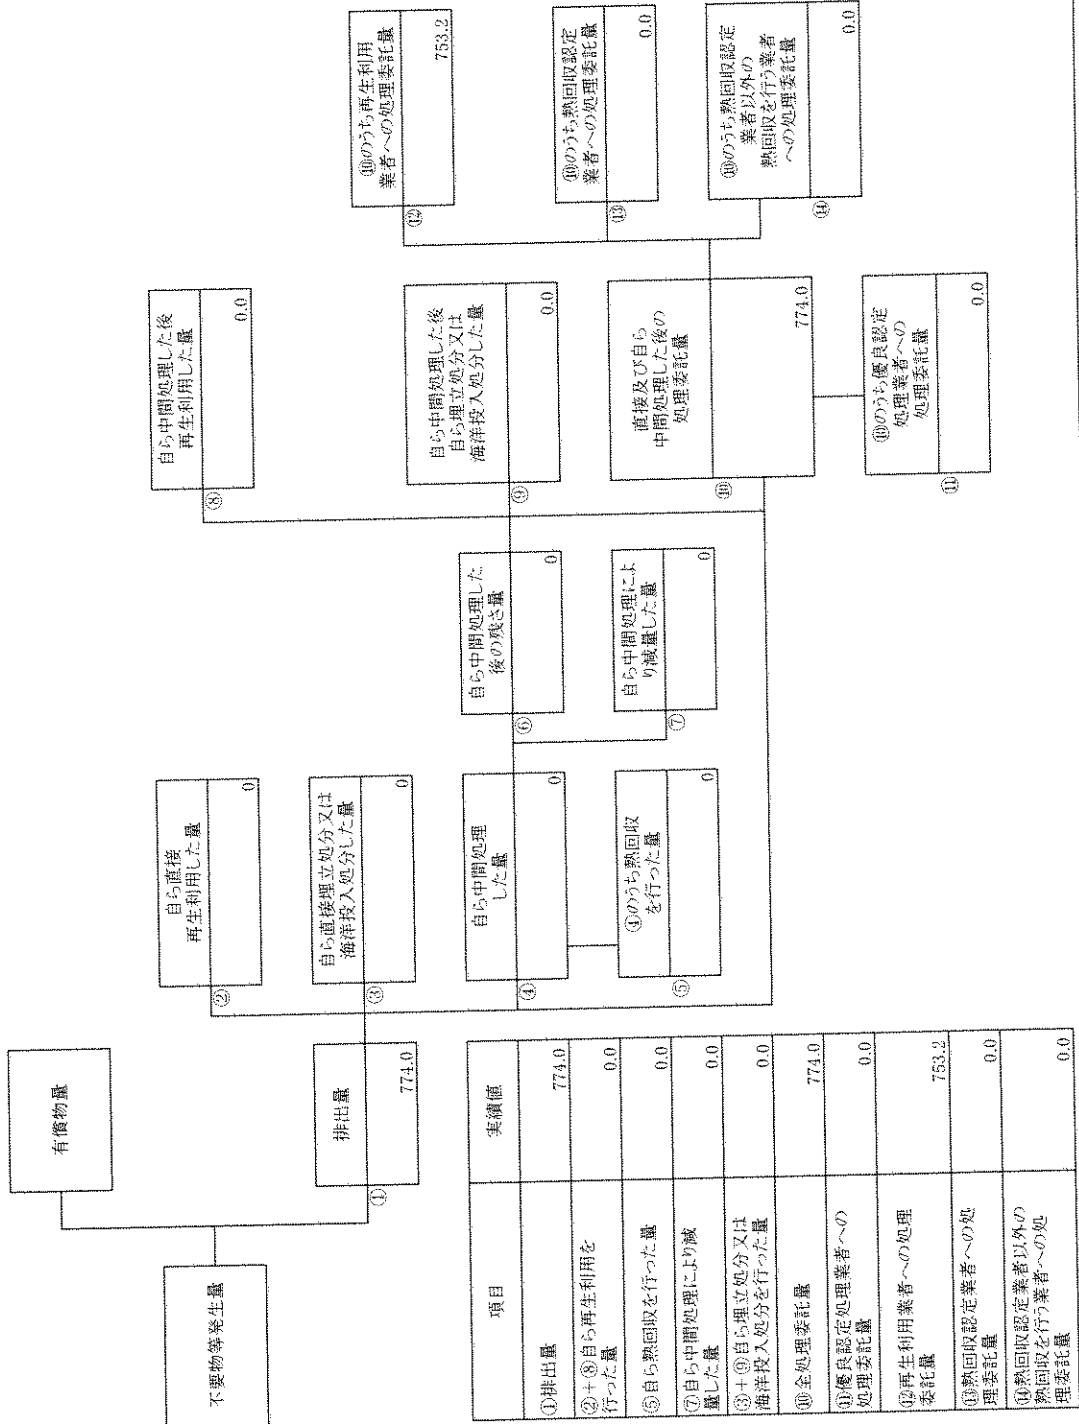 不要物等発生量
有償物量
排出量
①
774.0
自ら直接
再生利用した量
②
0
自ら直接埋立処分又は
海洋投入処分した量
③
0
自ら中間処理
した量
④
0
④のうち熱回収
を行った量
⑤
0
自ら中間処理した
後の残さ量
⑥
0
自ら中間処理によ
り減量した量
⑦
0
自ら中間処理した後
再生利用した量
⑧
0.0
自ら中間処理した後
自ら埋立処分又は
海洋投入処分した量
⑨
0.0
直接及び自ら
中間処理した後の
処理委託量
⑩
774.0
⑩のうち優良認定
処理業者への
処理委託量
⑪
0.0
⑩のうち再生利用
業者への処理委託量
⑫
753.2
⑩のうち熱回収認定
業者への処理委託量
⑬
0.0
⑩のうち熱回収認定
業者以外の
熱回収を行う業者
への処理委託量
⑭
0.0
項目 実績値
①排出量 774.0
②+⑧自ら再生利用を
行った量 0.0
⑤自ら熱回収を行った量 0.0
⑦自ら中間処理により減
量した量 0.0
③+⑨自ら埋立処分又は
海洋投入処分を行った量 0.0
⑩全処理委託量 774.0
⑪優良認定処理業者への
処理委託量 0.0
⑫再生利用業者への処理
委託量 753.2
⑬熱回収認定業者への処
理委託量 0.0
⑭熱回収認定業者以外の
熱回収を行う業者への処
理委託量 0.0